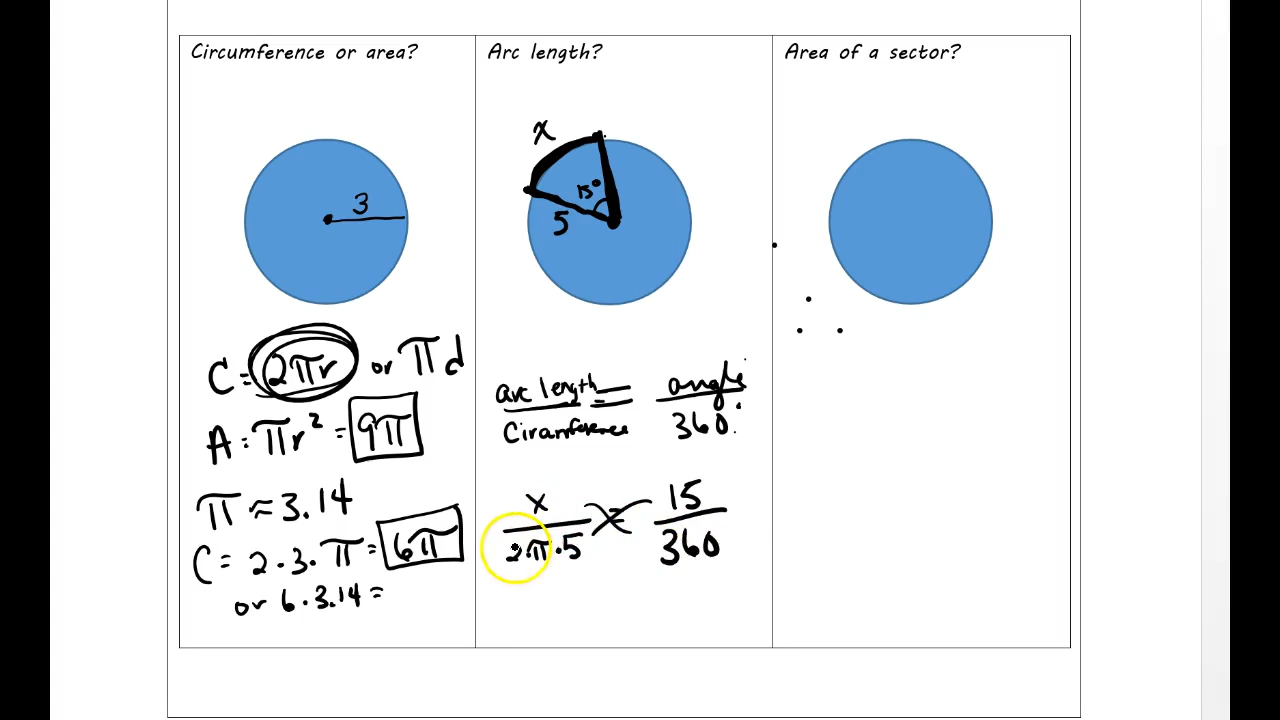 Circumference or area?
3
C = 2πr or πd
A = πr² = 9π
π ≈ 3.14
C = 2·3·π = 6π
or 6·3.14 =
Arc length?
x
15°
5
arc length = angle
Circumference 360
x = 15
2·π·5 360
Area of a sector?